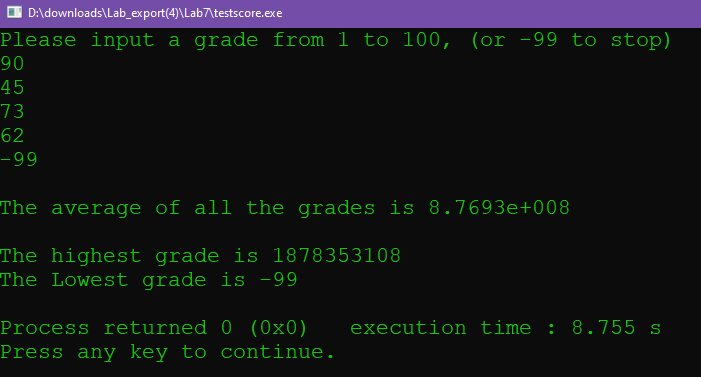 D:\downloads\Lab_export(4)\Lab7\testscore.exe
Please input a grade from 1 to 100, (or -99 to stop)
90
45
73
62
-99
The average of all the grades is 8.7693e+008
The highest grade is 1878353108
The Lowest grade is -99
Process returned 0 (0x0)   execution time : 8.755 s
Press any key to continue.